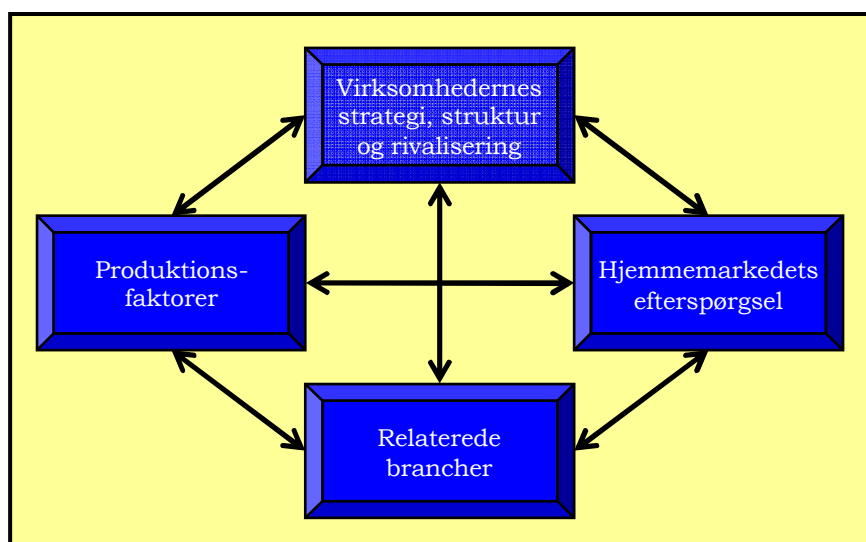 Virksomhedernes
strategi, struktur
og rivalisering
Produktions-
faktorer
Hjemmemarkedets
efterspørgsel
Relaterede
brancher